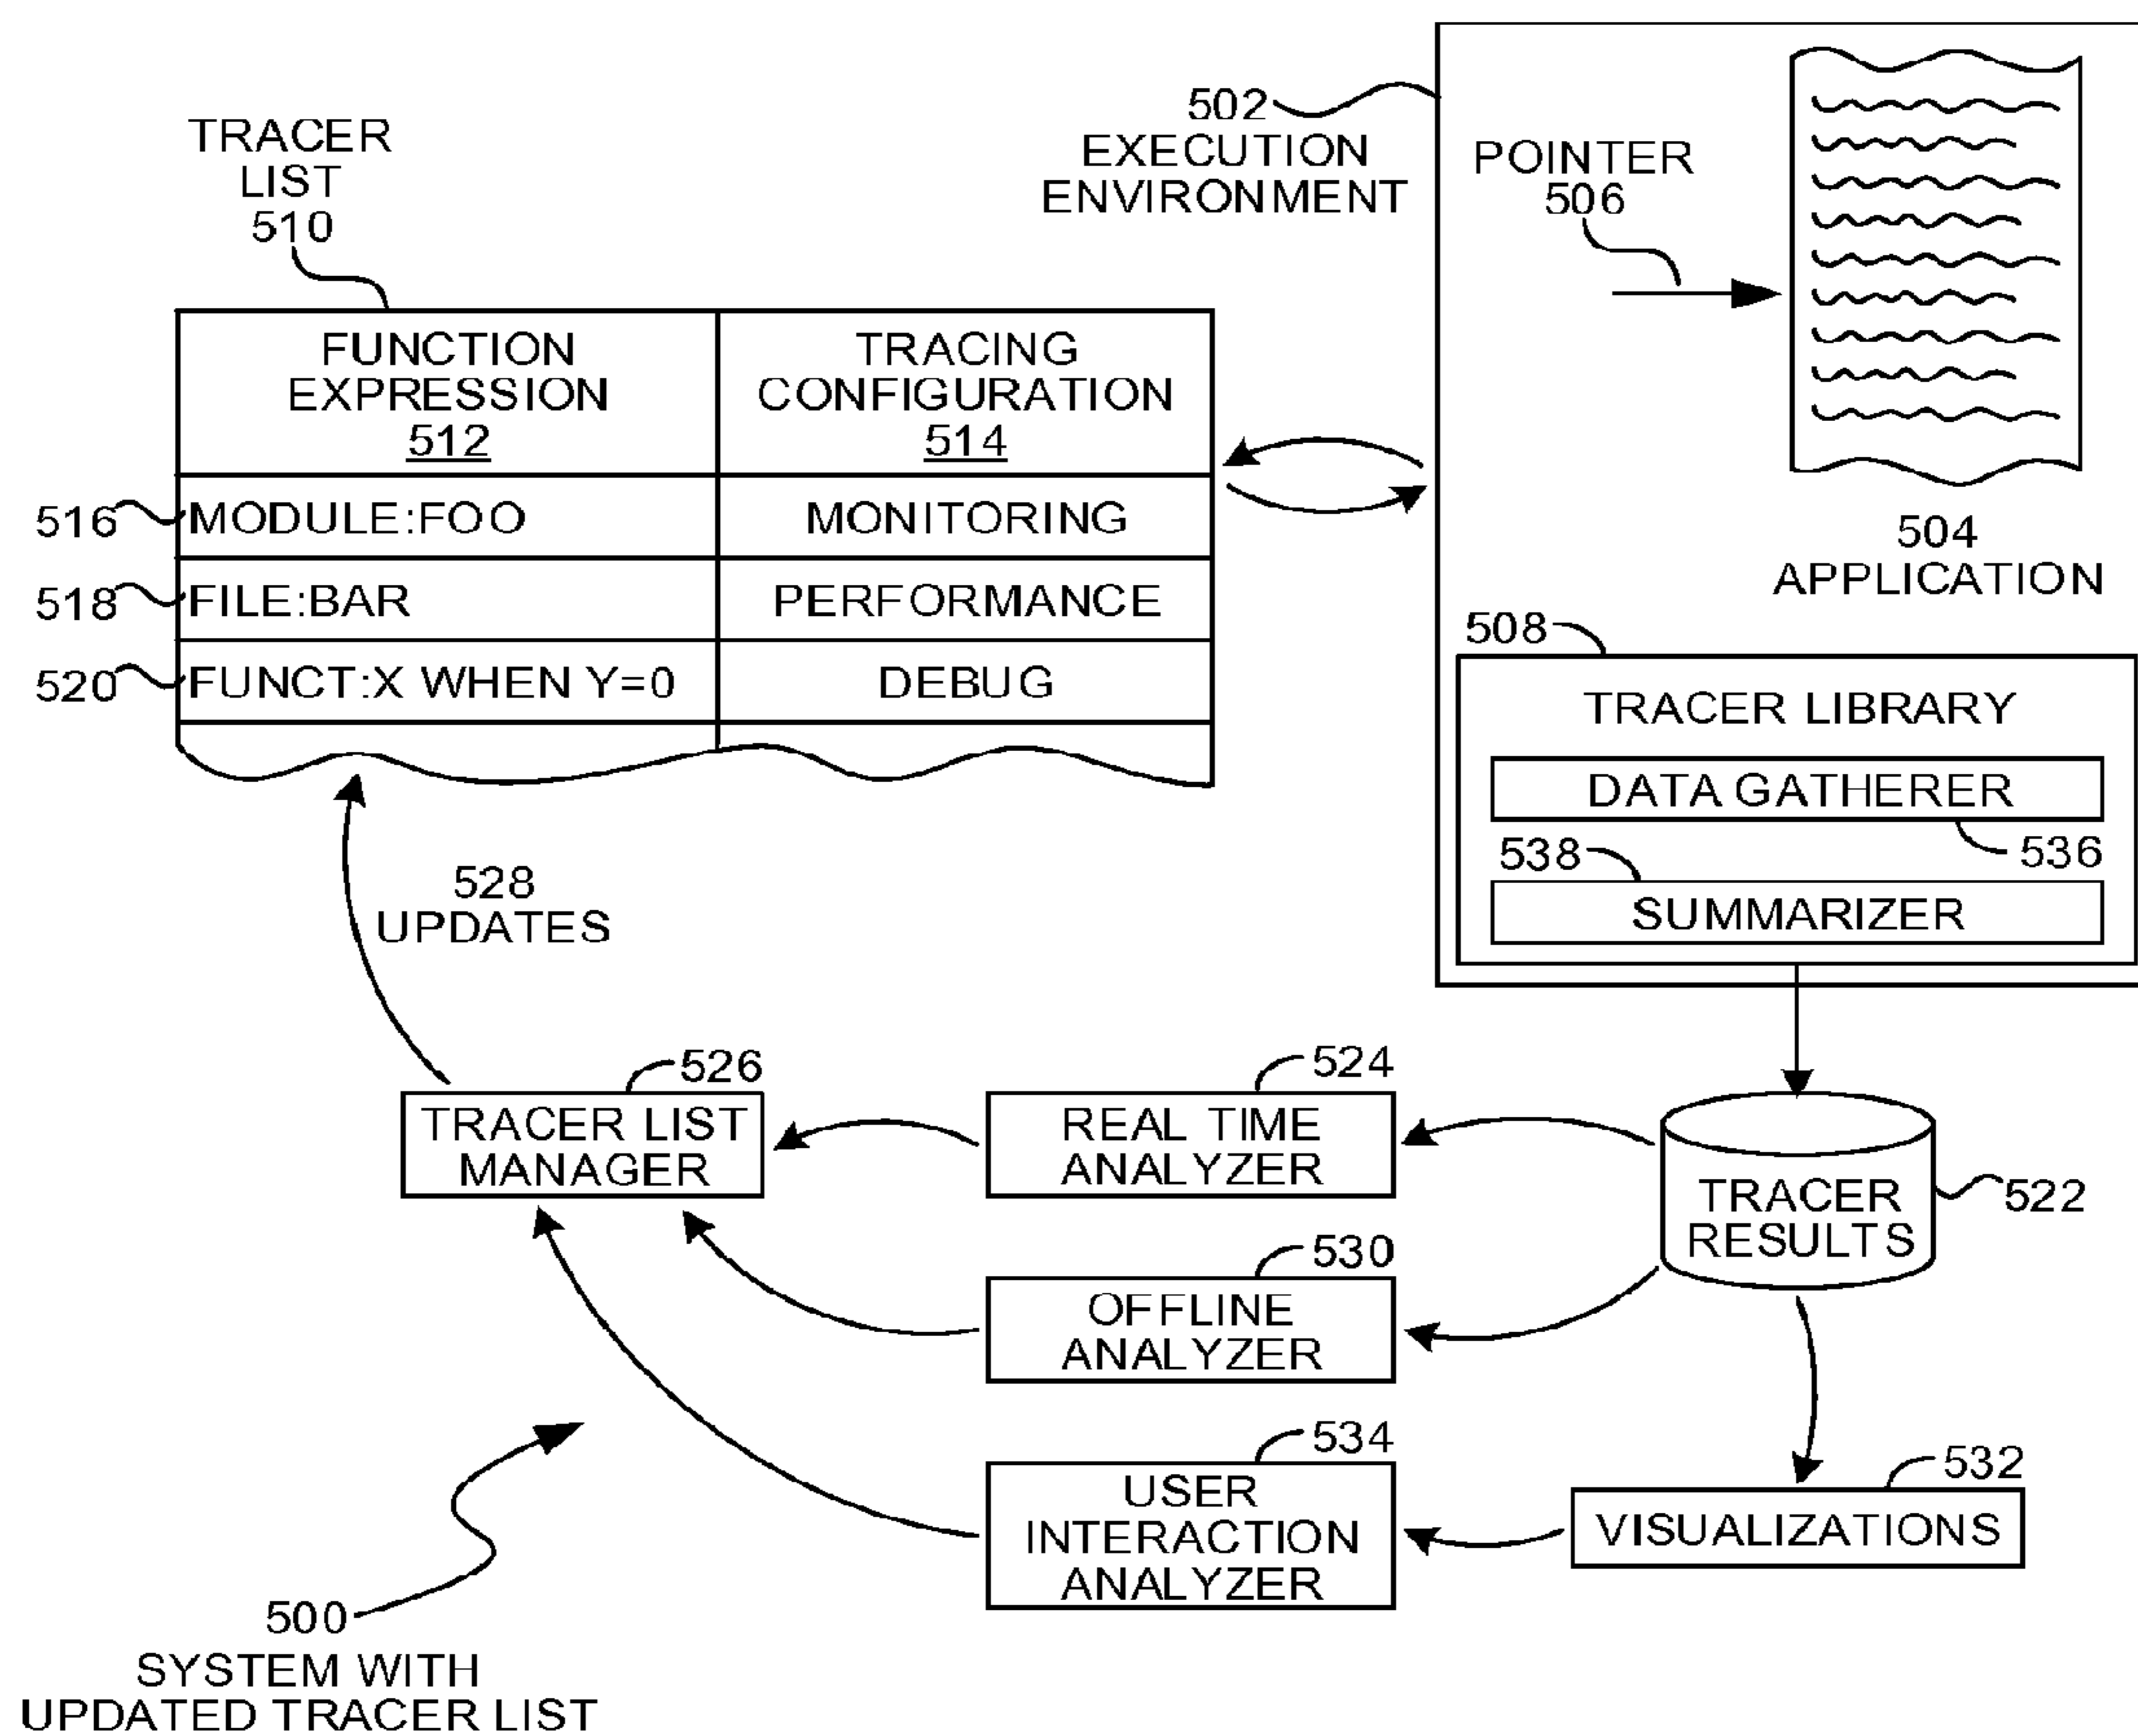 502
EXECUTION
ENVIRONMENT
TRACER
LIST
510
POINTER
506
504
APPLICATION
FUNCTION
EXPRESSION
512
TRACING
CONFIGURATION
514
516
MODULE:FOO
MONITORING
518
FILE:BAR
PERFORMANCE
520
FUNCT:X WHEN Y=0
DEBUG
508
TRACER LIBRARY
DATA GATHERER
536
538
SUMMARIZER
528
UPDATES
526
TRACER LIST
MANAGER
524
REAL TIME
ANALYZER
TRACER
RESULTS
522
530
OFFLINE
ANALYZER
534
USER
INTERACTION
ANALYZER
532
VISUALIZATIONS
500
SYSTEM WITH
UPDATED TRACER LIST